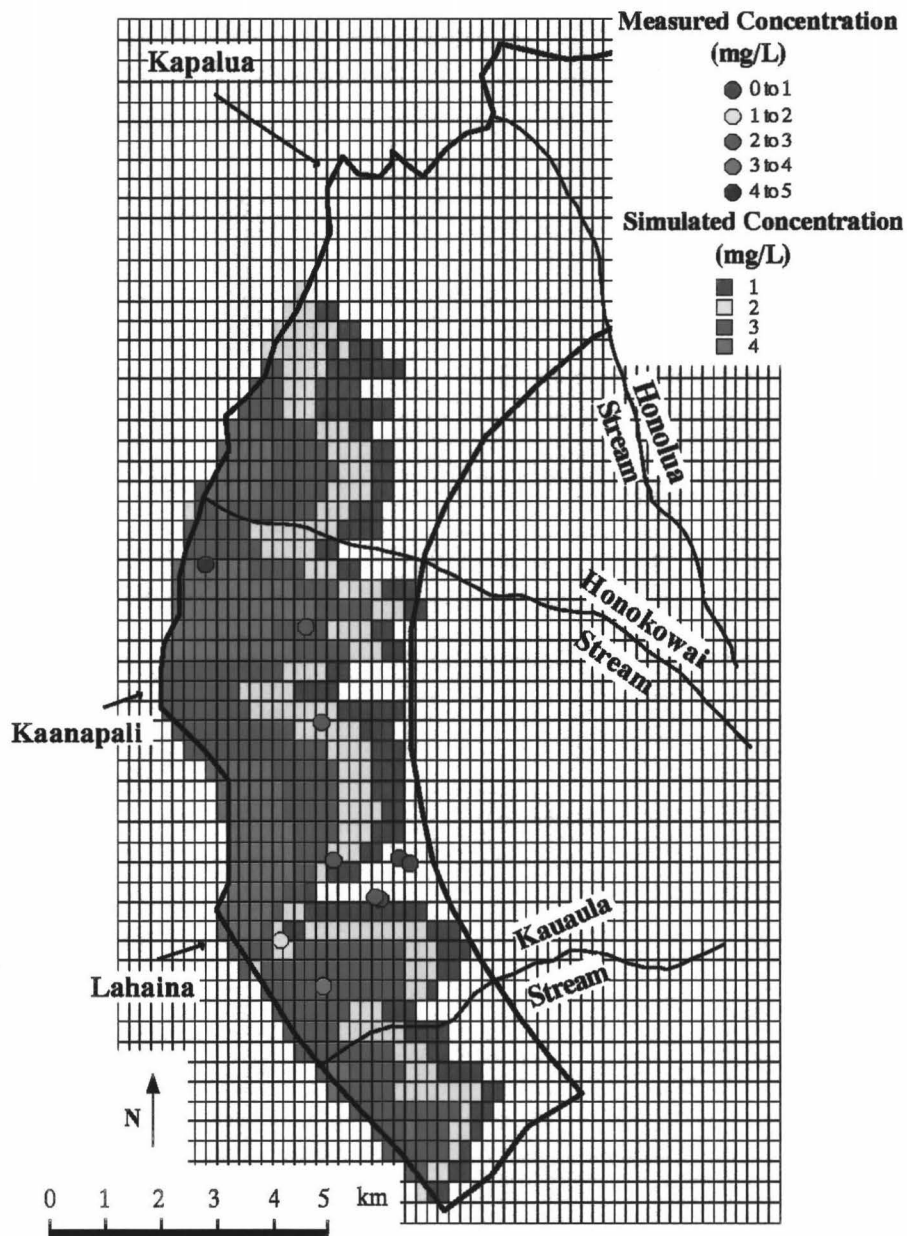 Measured Concentration
(mg/L)
0 to 1
1 to 2
2 to 3
3 to 4
4 to 5
Simulated Concentration
(mg/L)
1
2
3
4
Kapalua
Honolua
Stream
Honokowai
Stream
Kaanapali
Kauaula
Stream
Lahaina
N
0 1 2 3 4 5 km